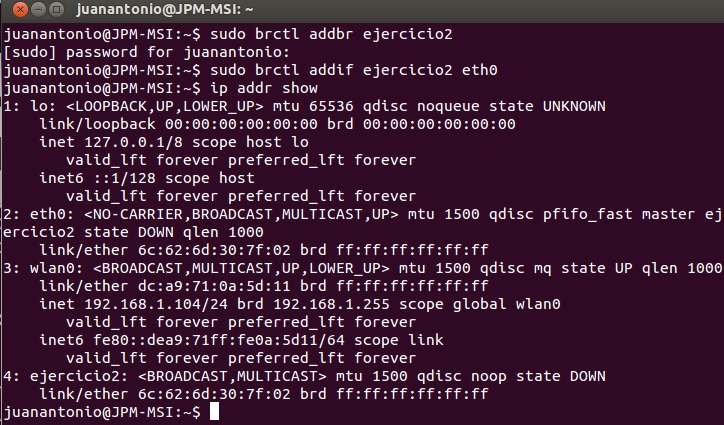 juanantonio@JPM-MSI: ~
juanantonio@JPM-MSI:~$ sudo brctl addbr ejercicio2
[sudo] password for juanantonio:
juanantonio@JPM-MSI:~$ sudo brctl addif ejercicio2 eth0
juanantonio@JPM-MSI:~$ ip addr show
1: lo: <LOOPBACK,UP,LOWER_UP> mtu 65536 qdisc noqueue state UNKNOWN
    link/loopback 00:00:00:00:00:00 brd 00:00:00:00:00:00
    inet 127.0.0.1/8 scope host lo
       valid_lft forever preferred_lft forever
    inet6 ::1/128 scope host
       valid_lft forever preferred_lft forever
2: eth0: <NO-CARRIER,BROADCAST,MULTICAST,UP> mtu 1500 qdisc pfifo_fast master ej
ercicio2 state DOWN qlen 1000
    link/ether 6c:62:6d:30:7f:02 brd ff:ff:ff:ff:ff:ff
3: wlan0: <BROADCAST,MULTICAST,UP,LOWER_UP> mtu 1500 qdisc mq state UP qlen 1000
    link/ether dc:a9:71:0a:5d:11 brd ff:ff:ff:ff:ff:ff
    inet 192.168.1.104/24 brd 192.168.1.255 scope global wlan0
       valid_lft forever preferred_lft forever
    inet6 fe80::dea9:71ff:fe0a:5d11/64 scope link
       valid_lft forever preferred_lft forever
4: ejercicio2: <BROADCAST,MULTICAST> mtu 1500 qdisc noop state DOWN
    link/ether 6c:62:6d:30:7f:02 brd ff:ff:ff:ff:ff:ff
juanantonio@JPM-MSI:~$